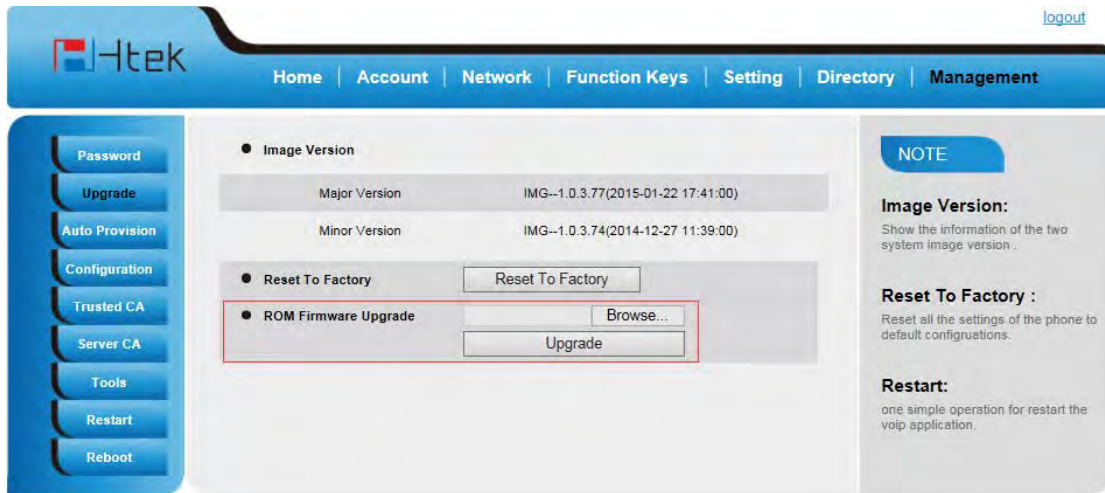 logout
Htek
Home | Account | Network | Function Keys | Setting | Directory | Management
Password
Upgrade
Auto Provision
Configuration
Trusted CA
Server CA
Tools
Restart
Reboot
Image Version
Major Version IMG--1.0.3.77(2015-01-22 17:41:00)
Minor Version IMG--1.0.3.74(2014-12-27 11:39:00)
Reset To Factory Reset To Factory
ROM Firmware Upgrade Browse...
Upgrade
NOTE
Image Version:
Show the information of the two
system image version .
Reset To Factory :
Reset all the settings of the phone to
default configruations.
Restart:
one simple operation for restart the
voip application.